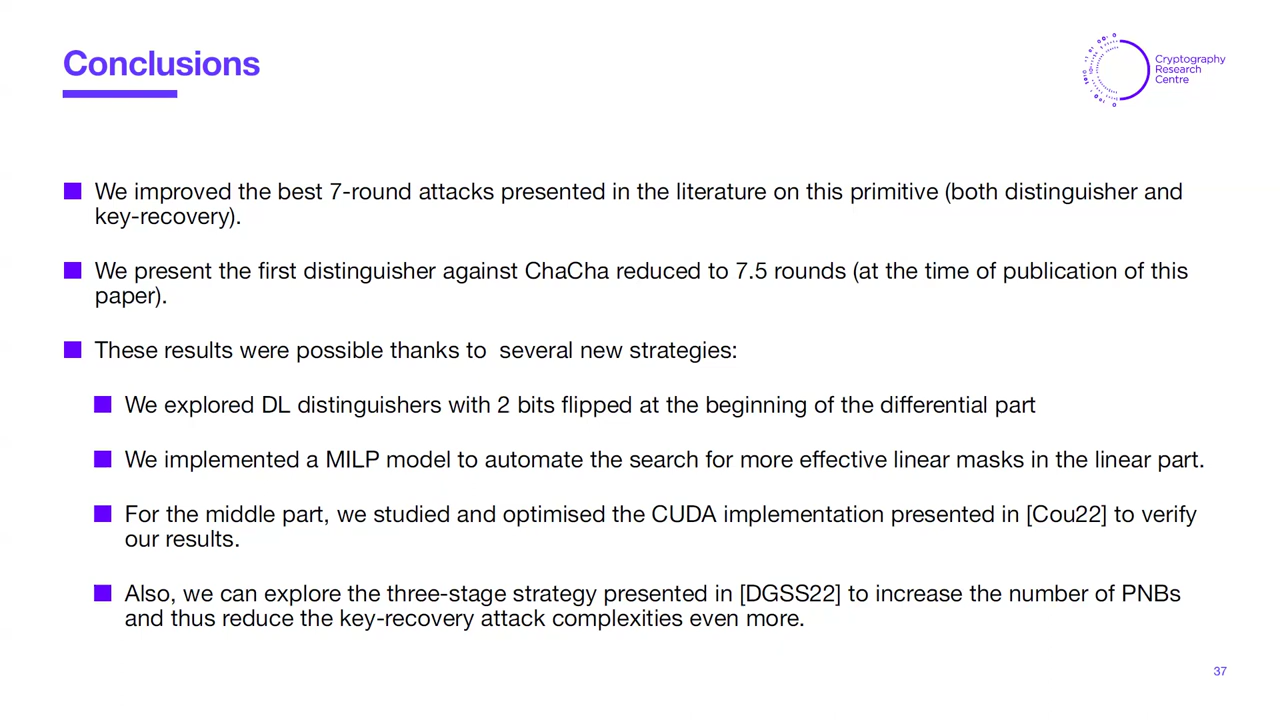 Conclusions
Cryptography
Research
Centre
We improved the best 7-round attacks presented in the literature on this primitive (both distinguisher and
key-recovery).
We present the first distinguisher against ChaCha reduced to 7.5 rounds (at the time of publication of this
paper).
These results were possible thanks to several new strategies:
We explored DL distinguishers with 2 bits flipped at the beginning of the differential part
We implemented a MILP model to automate the search for more effective linear masks in the linear part.
For the middle part, we studied and optimised the CUDA implementation presented in [Cou22] to verify
our results.
Also, we can explore the three-stage strategy presented in [DGSS22] to increase the number of PNBs
and thus reduce the key-recovery attack complexities even more.
37